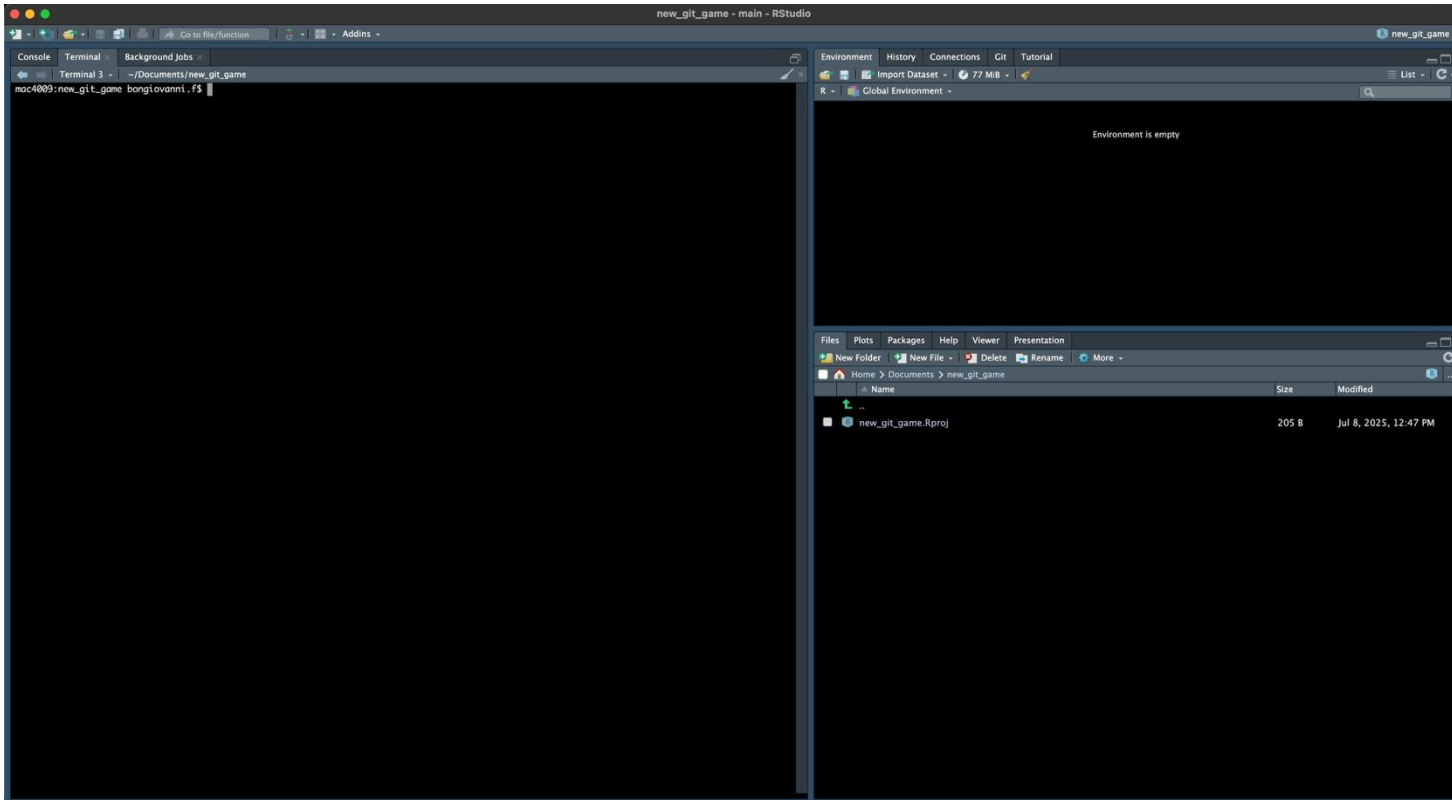 new_git_game - main - RStudio
Go to file/function Addins new_git_game
Console Terminal Background Jobs
Terminal 3 ~/Documents/new_git_game
mac4009:new_git_game bongiovanni.f$
Environment History Connections Git Tutorial
Import Dataset 77 MiB List
R Global Environment
Environment is empty
Files Plots Packages Help Viewer Presentation
New Folder New File Delete Rename More
Home > Documents > new_git_game
Name Size Modified
..
new_git_game.Rproj 205 B Jul 8, 2025, 12:47 PM